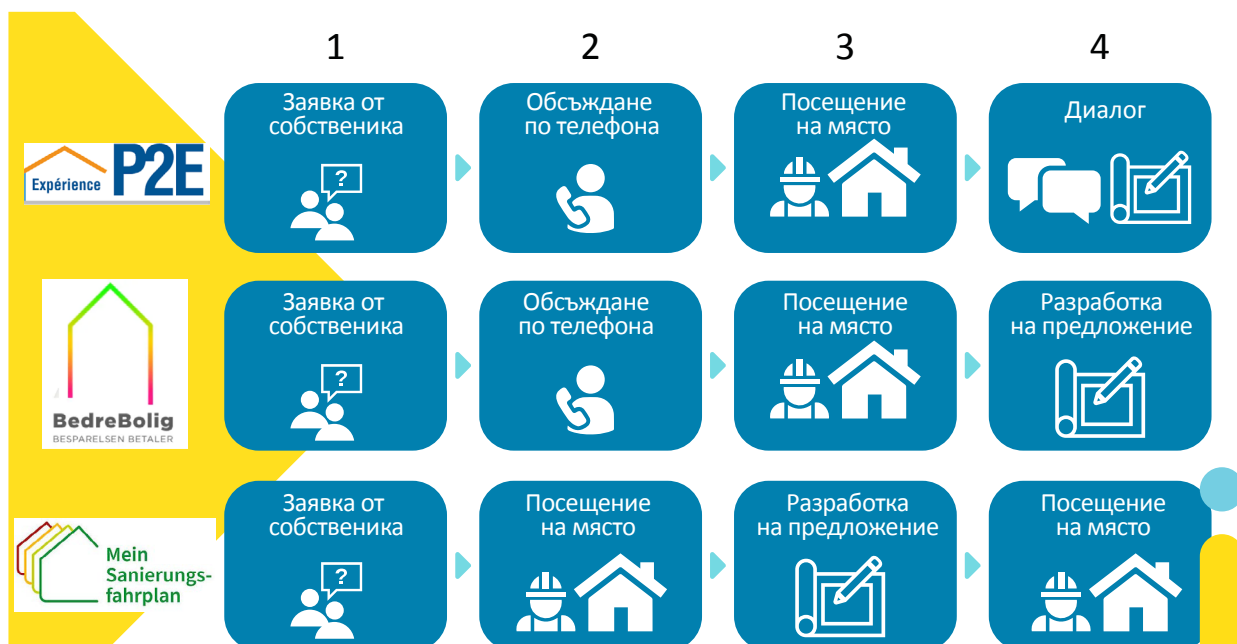 1
2
3
4
Expérience P2E
Заявка от
собственика
?
Обсъждане
по телефона
Посещение
на място
Диалог
BedreBolig
BESPARELSEN BETALER
Заявка от
собственика
?
Обсъждане
по телефона
Посещение
на място
Разработка
на предложение
Mein
Sanierungs-
fahrplan
Заявка от
собственика
?
Посещение
на място
Разработка
на предложение
Посещение
на място